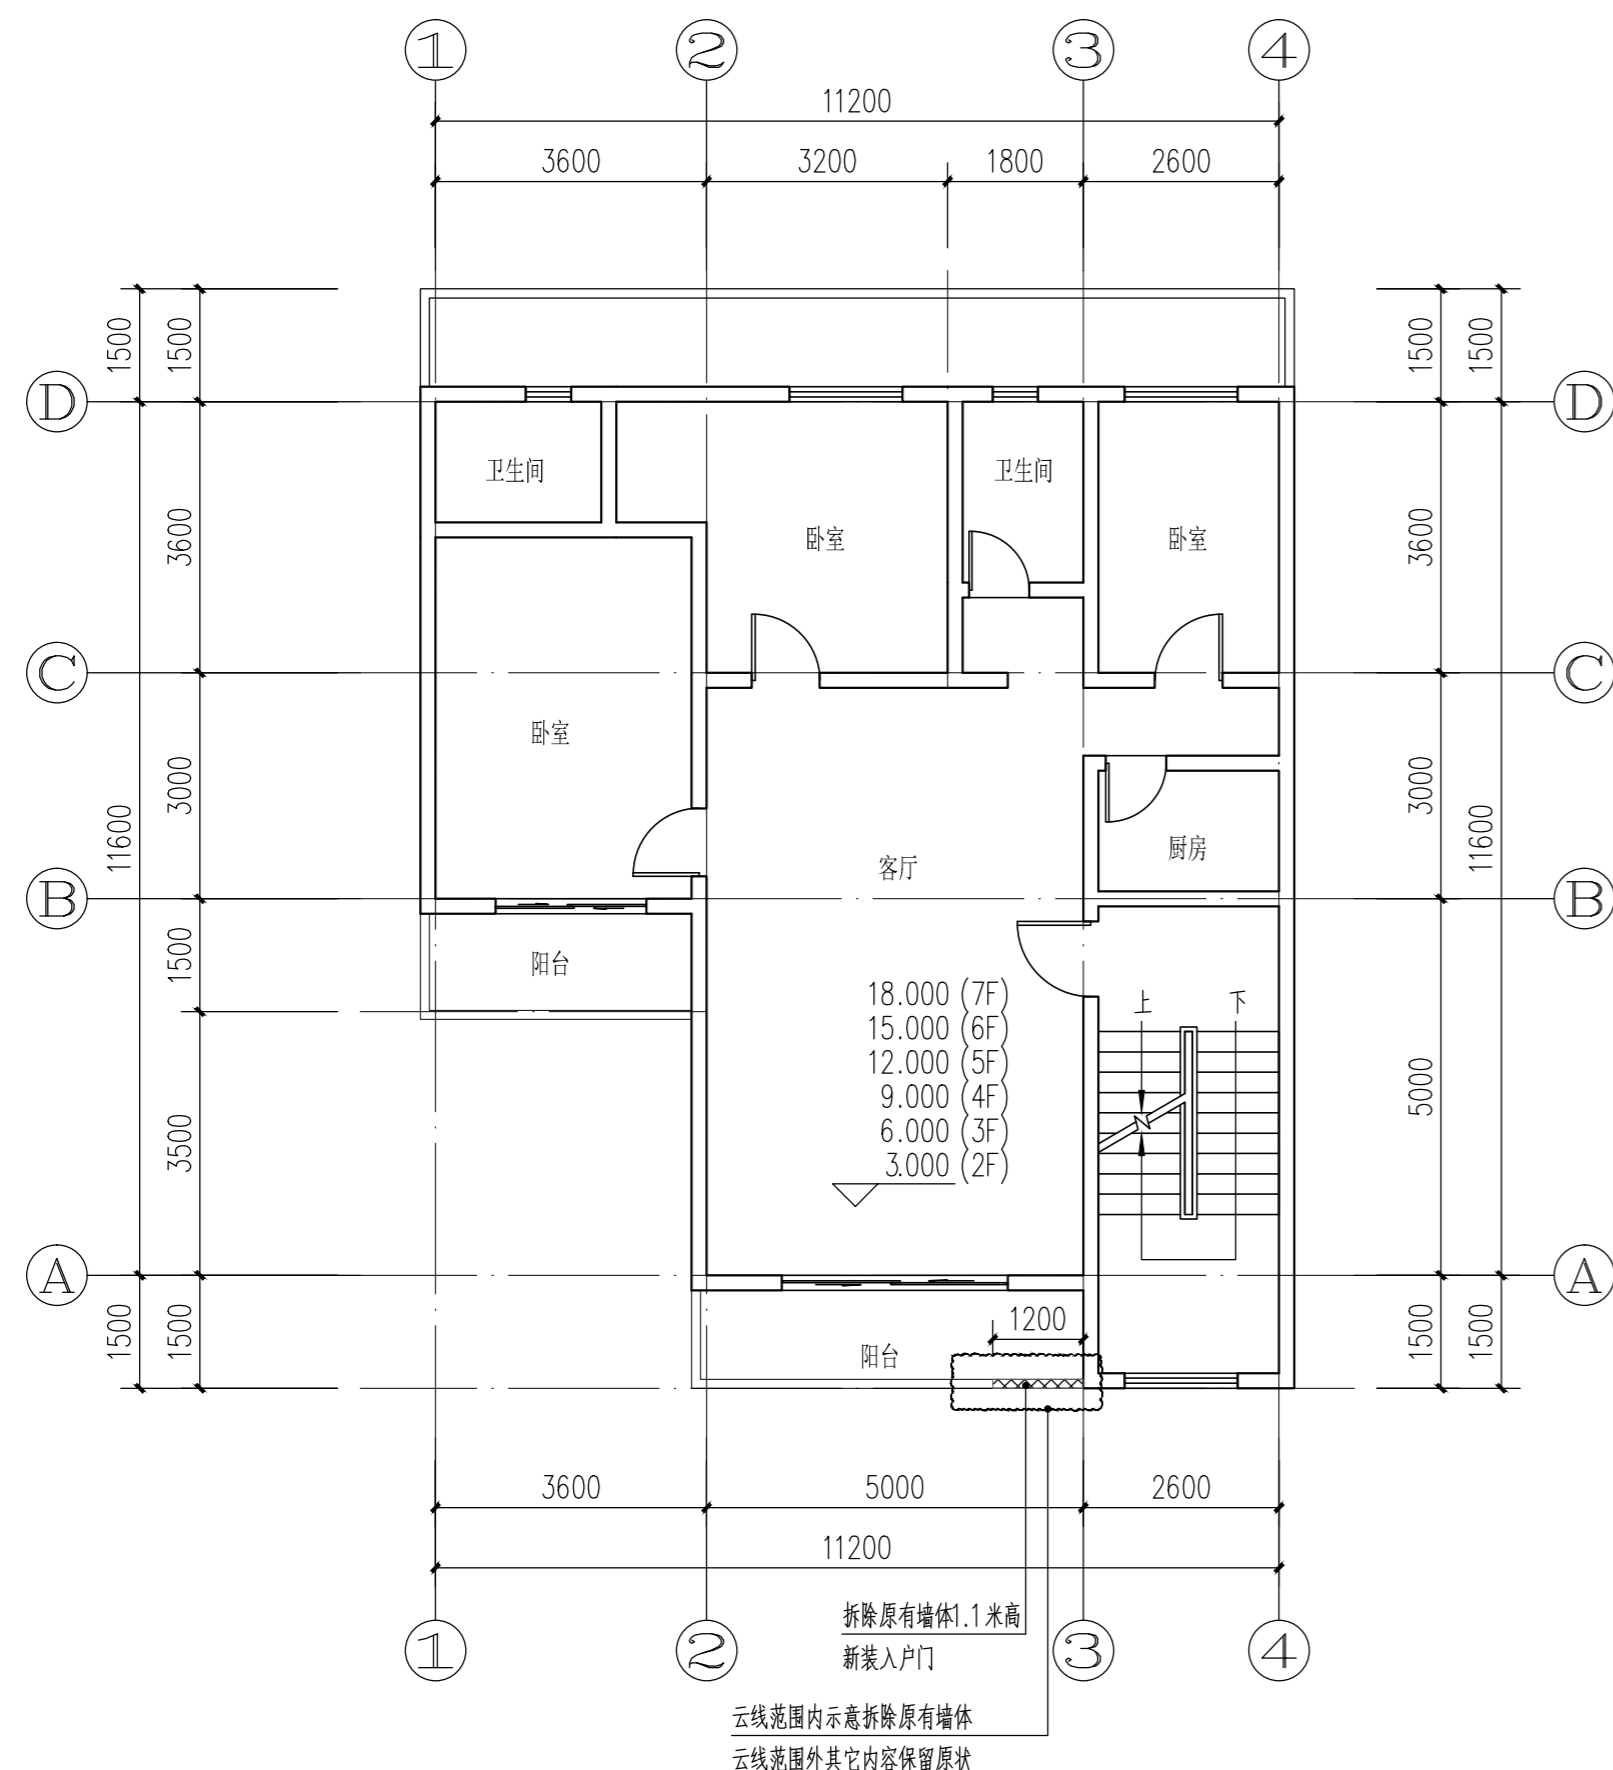 1 2 3 4
11200
3600 3200 1800 2600
1500 1500 1500 1500
D D
卫生间 卫生间
3600 卧室 卧室 3600
C C
卧室
3000 3000
11600 11600
厨房
客厅
B B
1500 阳台
18.000 (7F) 上 下
15.000 (6F)
12.000 (5F)
5000
9.000 (4F)
6.000 (3F)
3500
3.000 (2F)
A A
1200
1500 1500 1500 1500
阳台
3600 5000 2600
11200
拆除原有墙体1.1米高
新装入户门
1 2 3 4
云线范围内示意拆除原有墙体
云线范围外其它内容保留原状